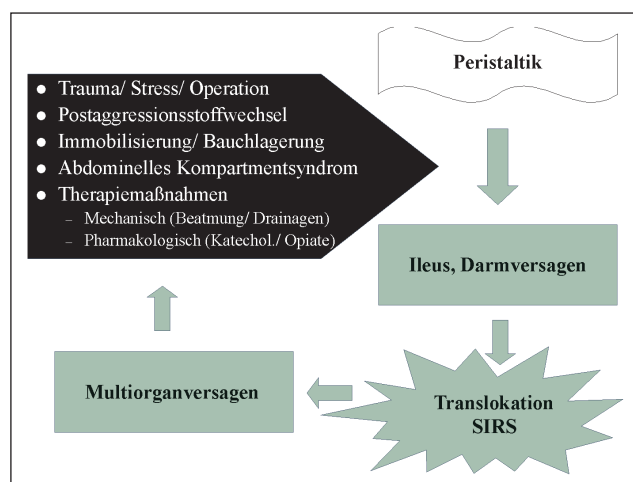 Peristaltik
● Trauma/ Stress/ Operation
● Postaggressionsstoffwechsel
● Immobilisierung/ Bauchlagerung
● Abdominelles Kompartmentsyndrom
● Therapiemaßnahmen
– Mechanisch (Beatmung/ Drainagen)
– Pharmakologisch (Katechol./ Opiate)
Ileus, Darmversagen
Translokation
SIRS
Multiorganversagen